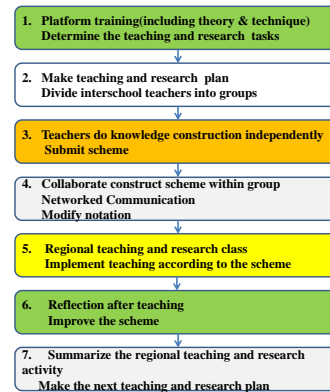 1. Platform training(including theory & technique)
Determine the teaching and research tasks
2. Make teaching and research plan
Divide interschool teachers into groups
3. Teachers do knowledge construction independently
Submit scheme
4. Collaborate construct scheme within group
Networked Communication
Modify notation
5. Regional teaching and research class
Implement teaching according to the scheme
6. Reflection after teaching
Improve the scheme
7. Summarize the regional teaching and research
activity
Make the next teaching and research plan